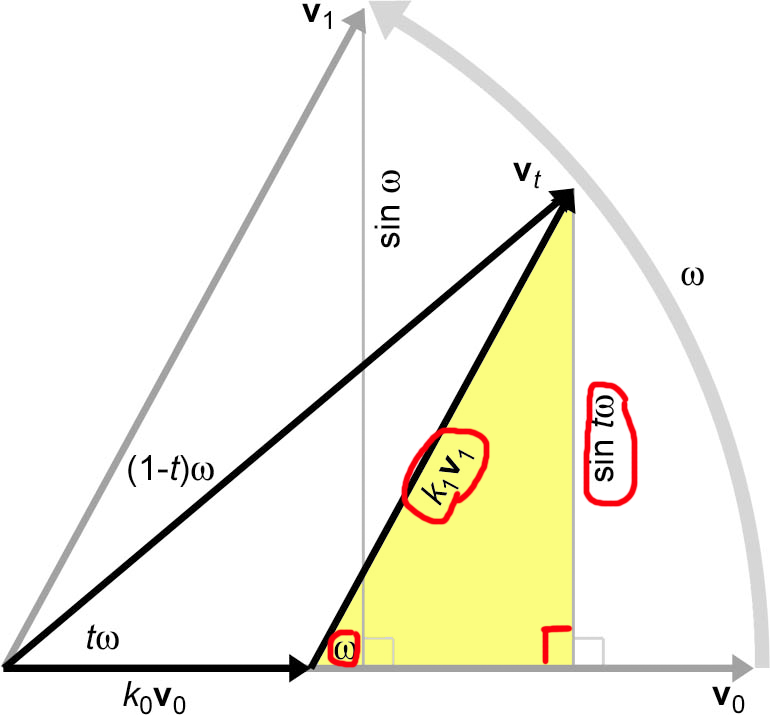 v₁
sin ω
vₜ
ω
sin tω
k₁v₁
(1-t)ω
tω
ω
k₀v₀
v₀